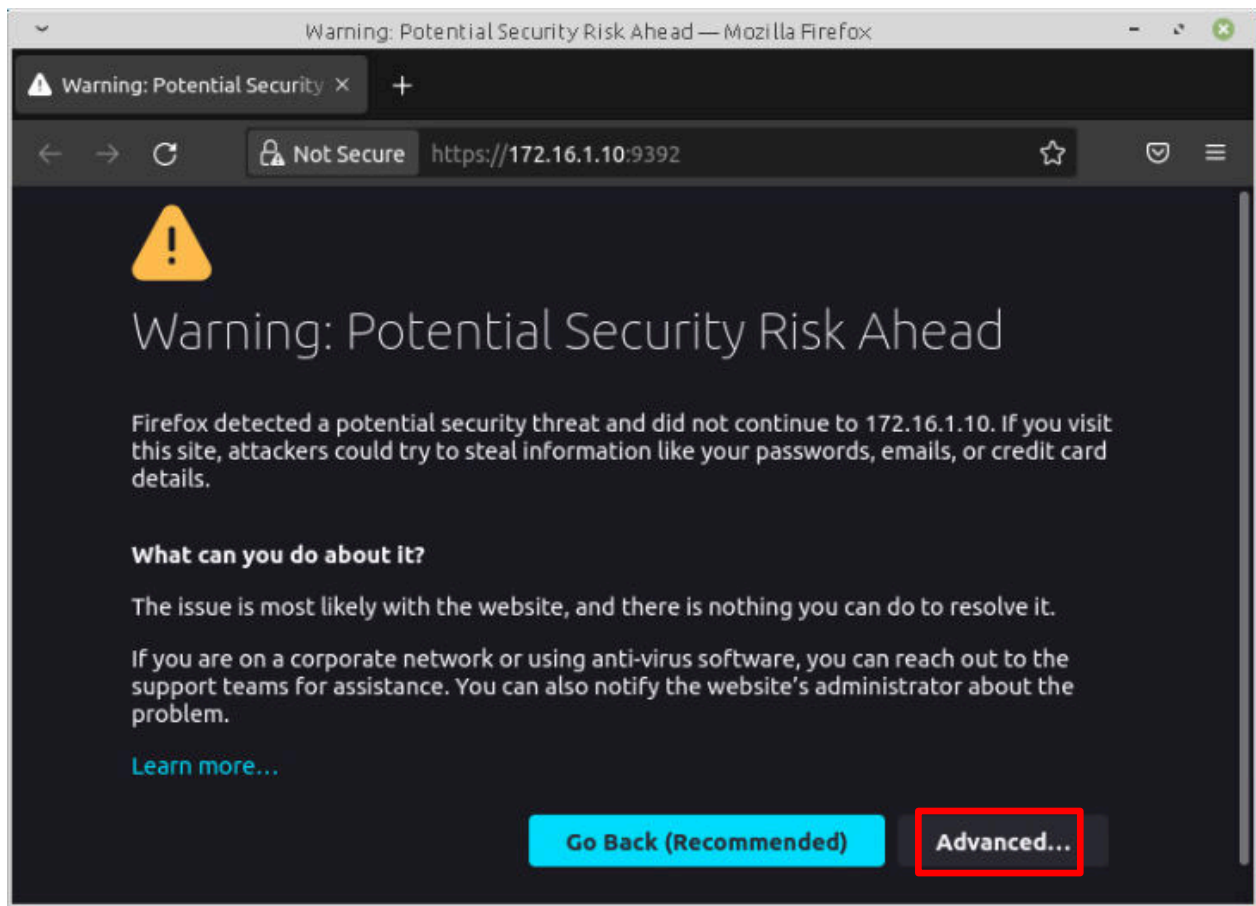 Warning: Potential Security Risk Ahead — Mozilla Firefox
Warning: Potential Security
Not Secure https://172.16.1.10:9392
Warning: Potential Security Risk Ahead
Firefox detected a potential security threat and did not continue to 172.16.1.10. If you visit
this site, attackers could try to steal information like your passwords, emails, or credit card
details.
What can you do about it?
The issue is most likely with the website, and there is nothing you can do to resolve it.
If you are on a corporate network or using anti-virus software, you can reach out to the
support teams for assistance. You can also notify the website’s administrator about the
problem.
Learn more…
Go Back (Recommended) Advanced…